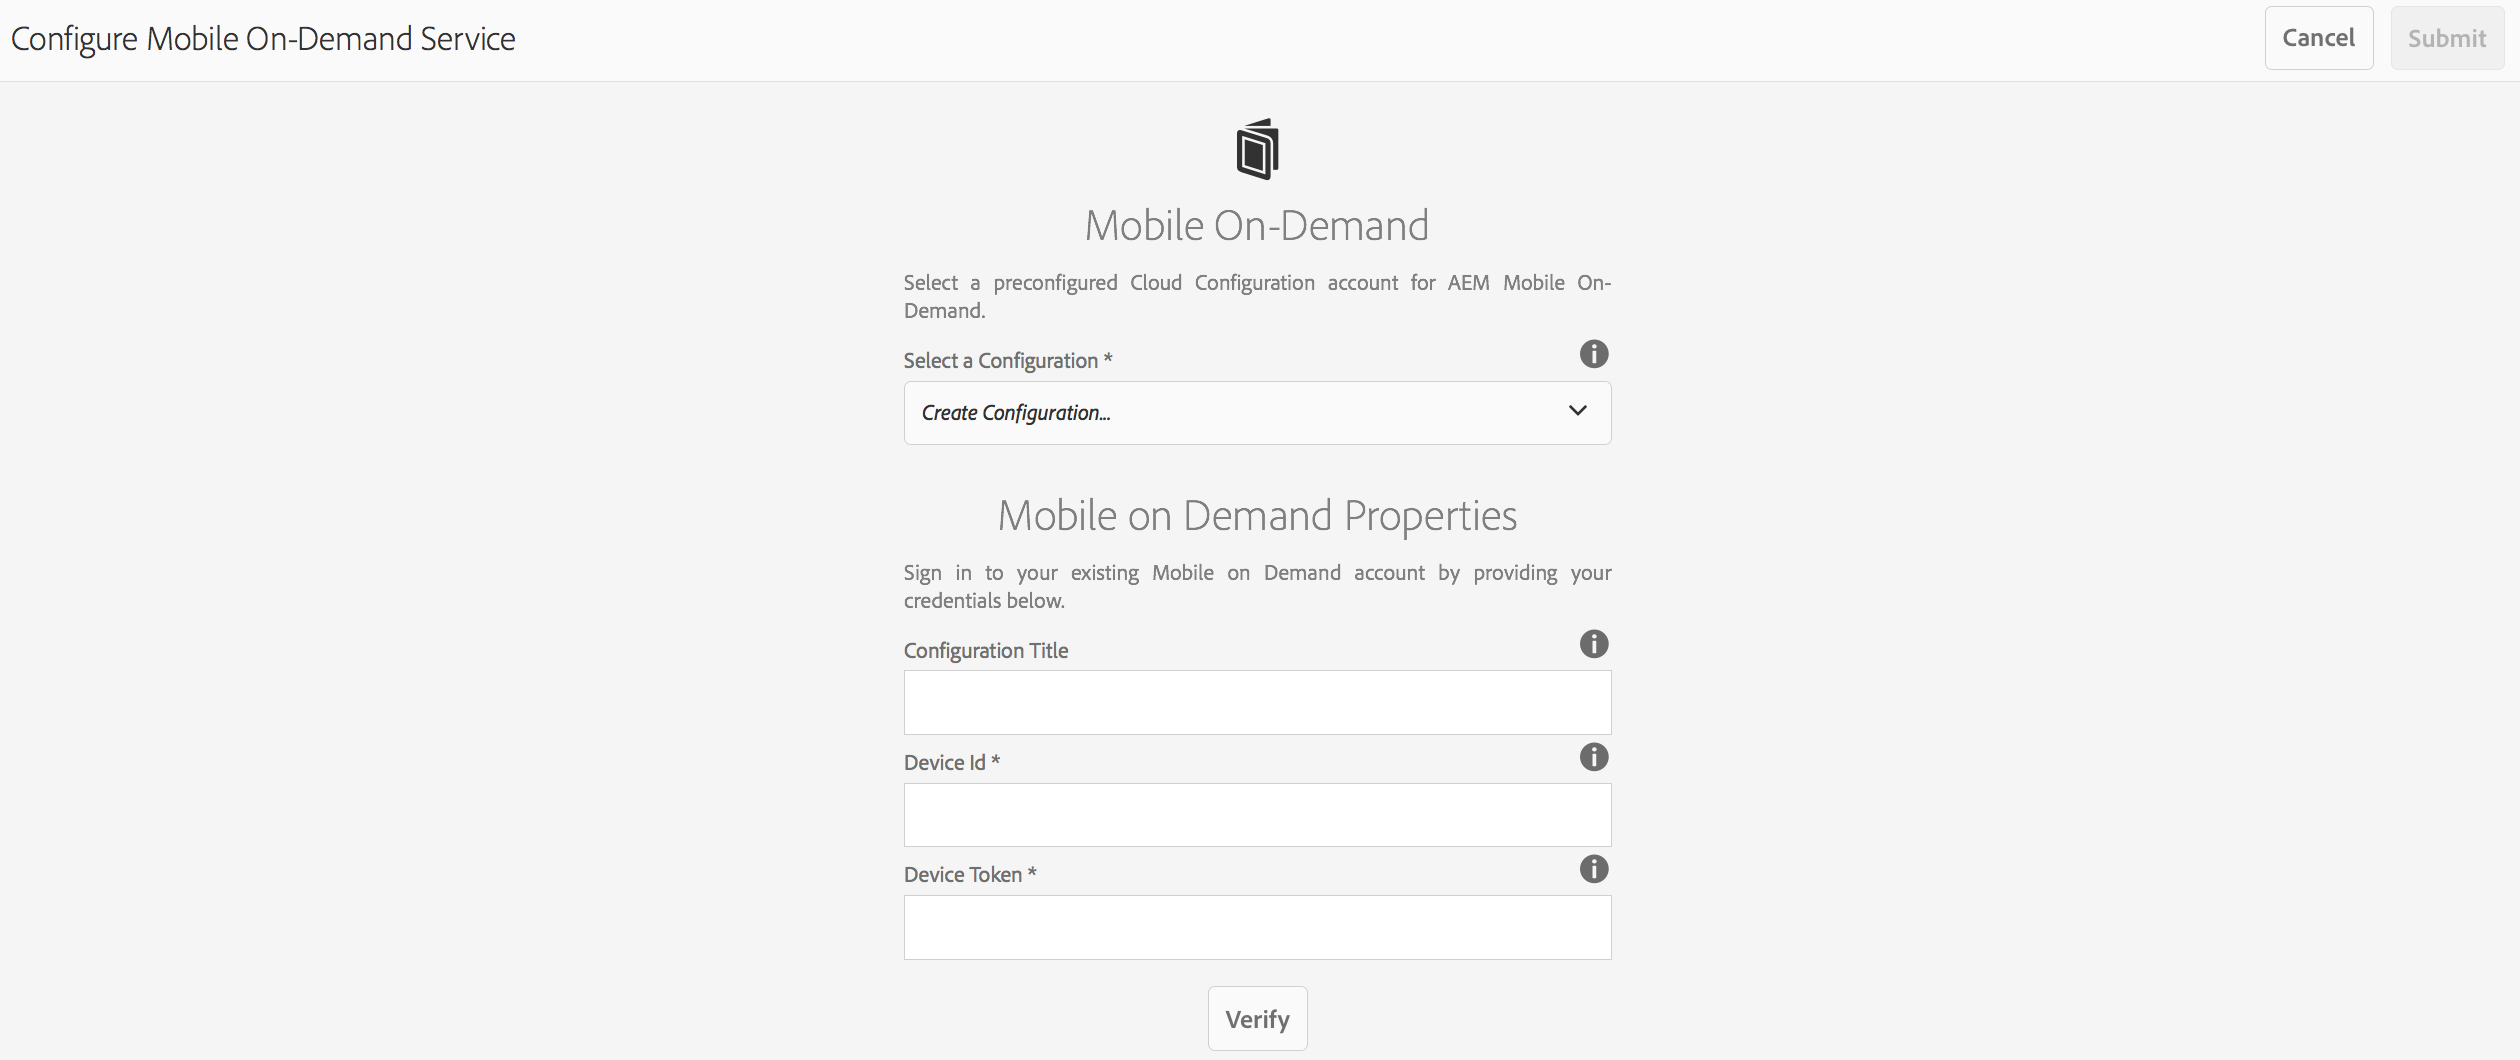 Configure Mobile On-Demand Service
Cancel
Submit
Mobile On-Demand
Select a preconfigured Cloud Configuration account for AEM Mobile On-
Demand.
Select a Configuration *
Create Configuration...
Mobile on Demand Properties
Sign in to your existing Mobile on Demand account by providing your
credentials below.
Configuration Title
Device Id *
Device Token *
Verify